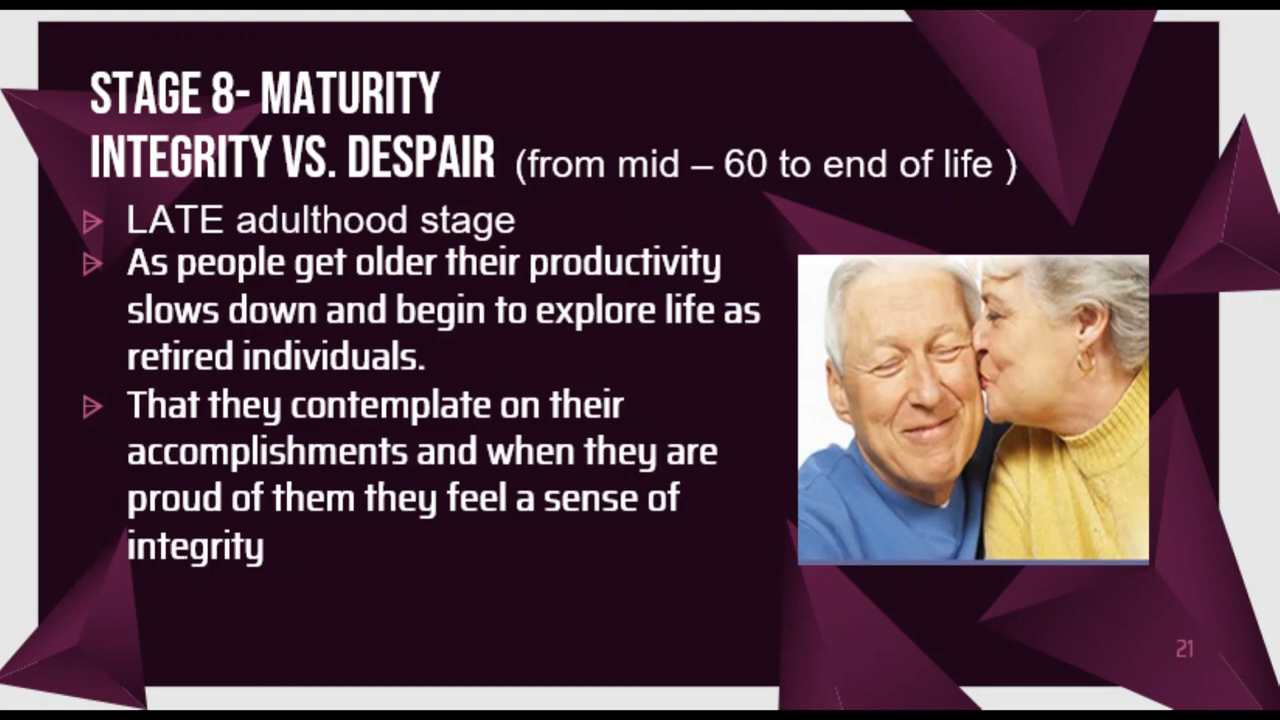 STAGE 8- MATURITY
INTEGRITY VS. DESPAIR (from mid – 60 to end of life )
LATE adulthood stage
As people get older their productivity
slows down and begin to explore life as
retired individuals.
That they contemplate on their
accomplishments and when they are
proud of them they feel a sense of
integrity
21